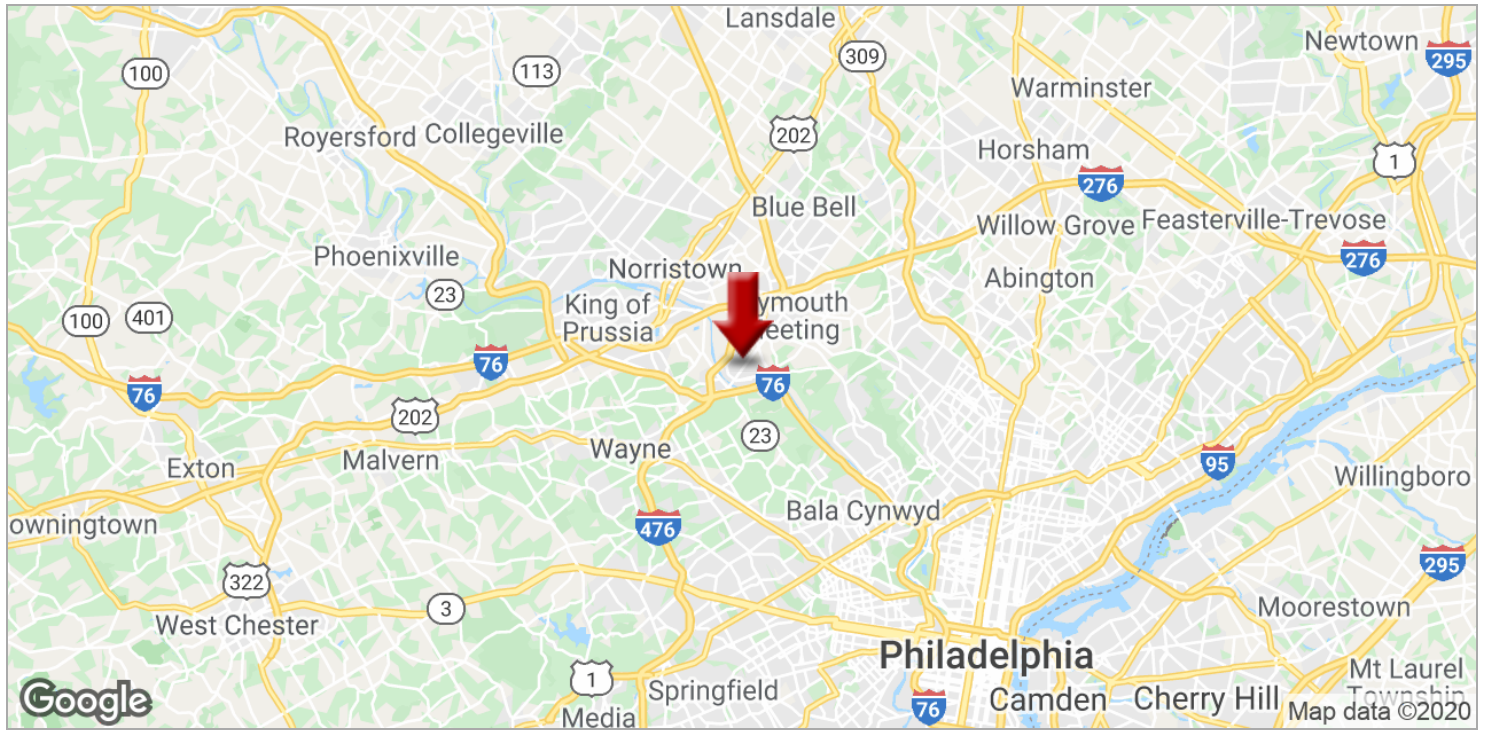 Lansdale
Newtown
309
295
100
113
Warminster
Royersford
Collegeville
202
Horsham
1
276
Blue Bell
Willow Grove
Feasterville-Trevose
Phoenixville
Norristown
276
Abington
23
King of
Prussia
ymouth
eeting
100
401
76
76
76
202
23
Wayne
Exton
Malvern
95
Willingboro
owningtown
Bala Cynwyd
476
295
322
3
Moorestown
West Chester
Philadelphia
1
Springfield
Mt Laurel
Township
Camden
Cherry Hill
76
Media
Google
Map data ©2020